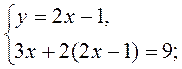 y = 2x − 1,
3x + 2(2x − 1) = 9;